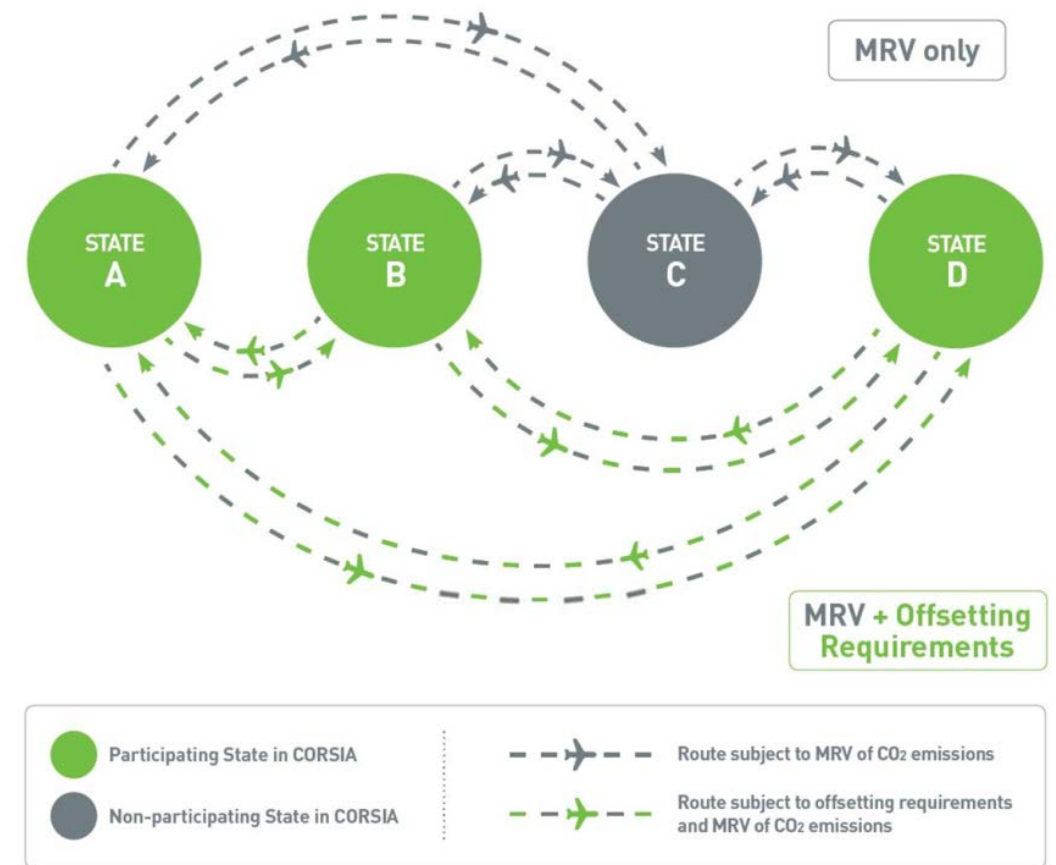 MRV only
STATE
A
STATE
B
STATE
C
STATE
D
MRV + Offsetting
Requirements
Participating State in CORSIA
Non-participating State in CORSIA
Route subject to MRV of CO2 emissions
Route subject to offsetting requirements
and MRV of CO2 emissions